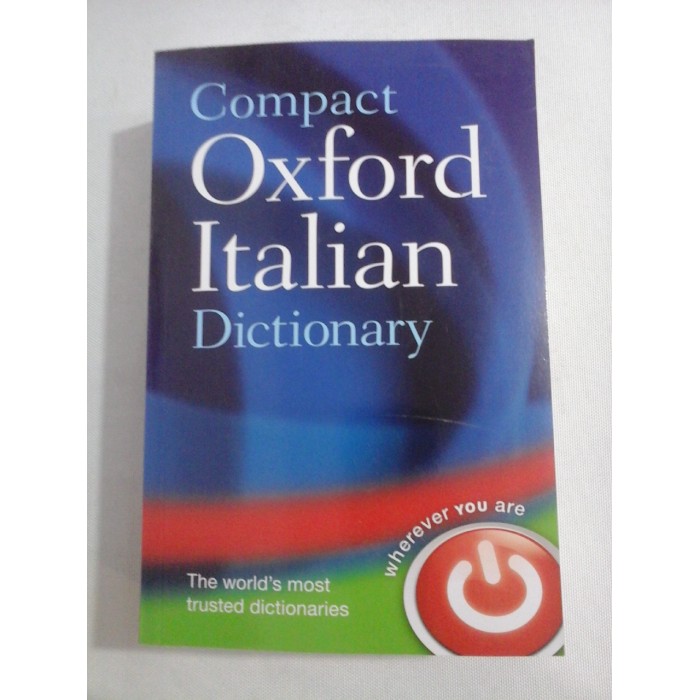 Compact
Oxford
Italian
Dictionary
wherever YOU are
The world's most
trusted dictionaries